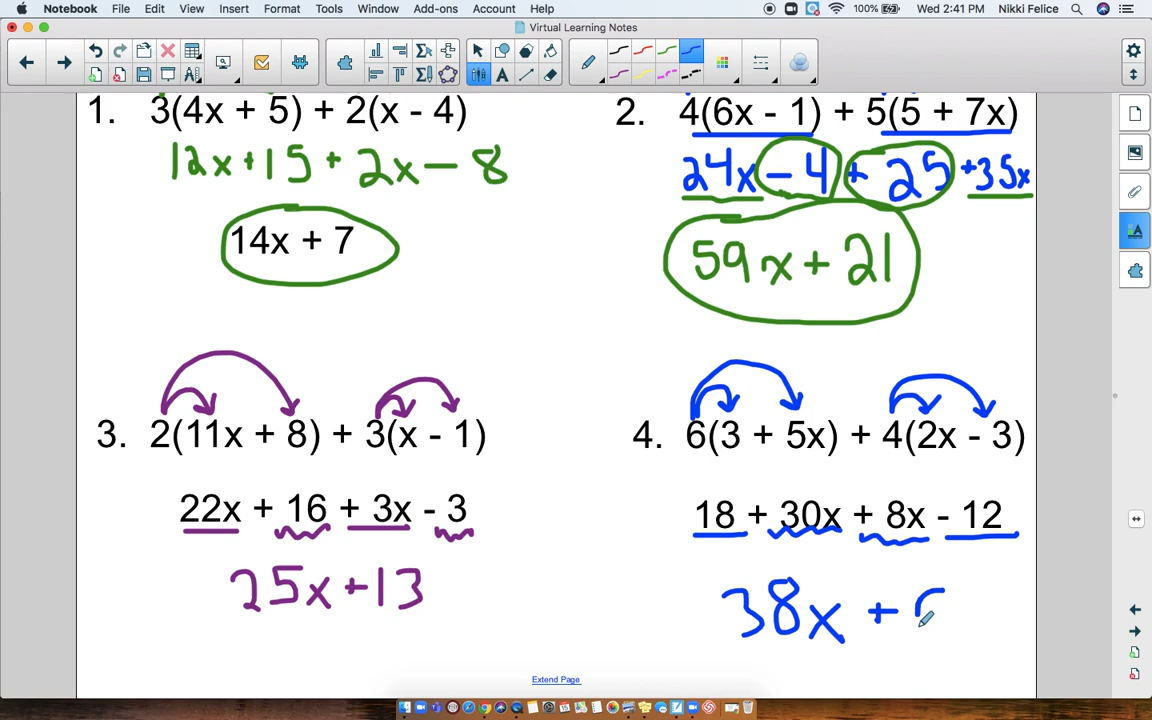 Notebook File Edit View Insert Format Tools Window Add-ons Account Help 100% Wed 2:41 PM Nikki Felice
Virtual Learning Notes
1. 3(4x + 5) + 2(x - 4)
12x+15+ 2x - 8
14x + 7
2. 4(6x - 1) + 5(5 + 7x)
24x - 4 + 25 +35x
59x + 21
3. 2(11x + 8) + 3(x - 1)
22x + 16 + 3x - 3
25x+13
4. 6(3 + 5x) + 4(2x - 3)
18 + 30x + 8x - 12
38x +
Extend Page